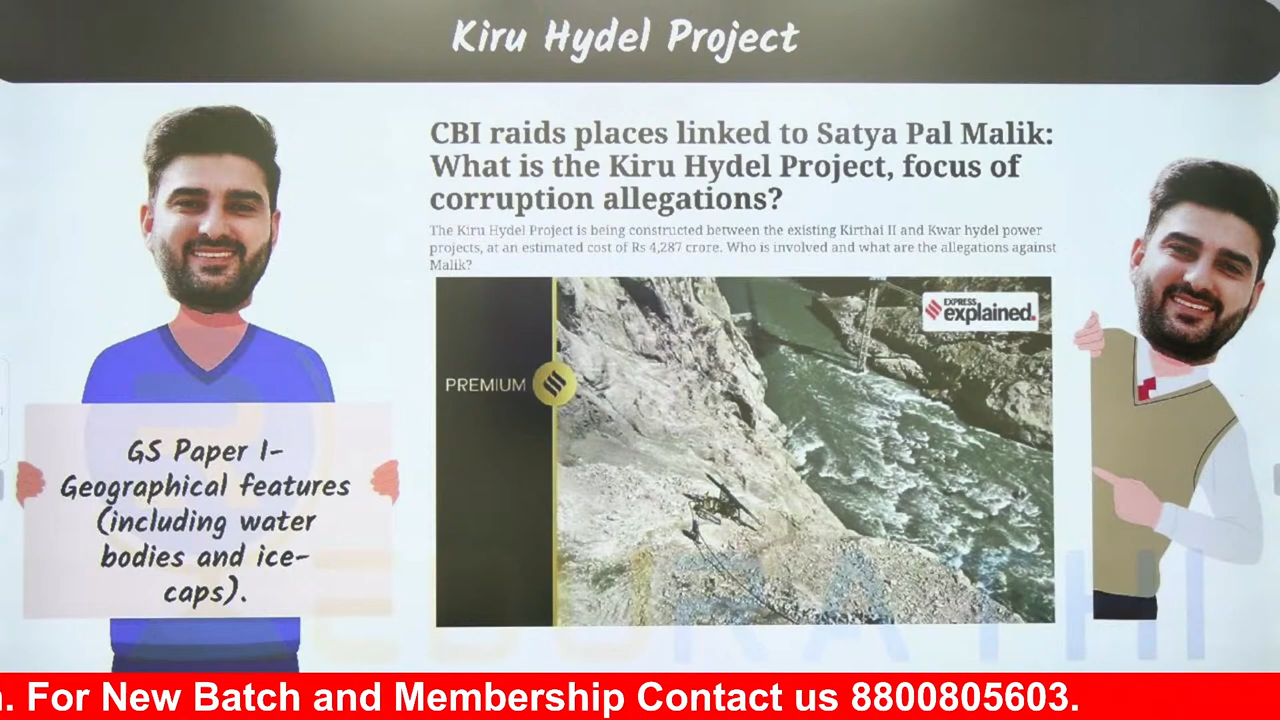 Kiru Hydel Project
CBI raids places linked to Satya Pal Malik:
What is the Kiru Hydel Project, focus of
corruption allegations?
The Kiru Hydel Project is being constructed between the existing Kirthai II and Kwar hydel power
projects, at an estimated cost of Rs 4,287 crore. Who is involved and what are the allegations against
Malik?
EXPRESS
explained.
PREMIUM
GS Paper I-
Geographical features
(including water
bodies and ice-
caps).
EDURATHI
. For New Batch and Membership Contact us 8800805603.